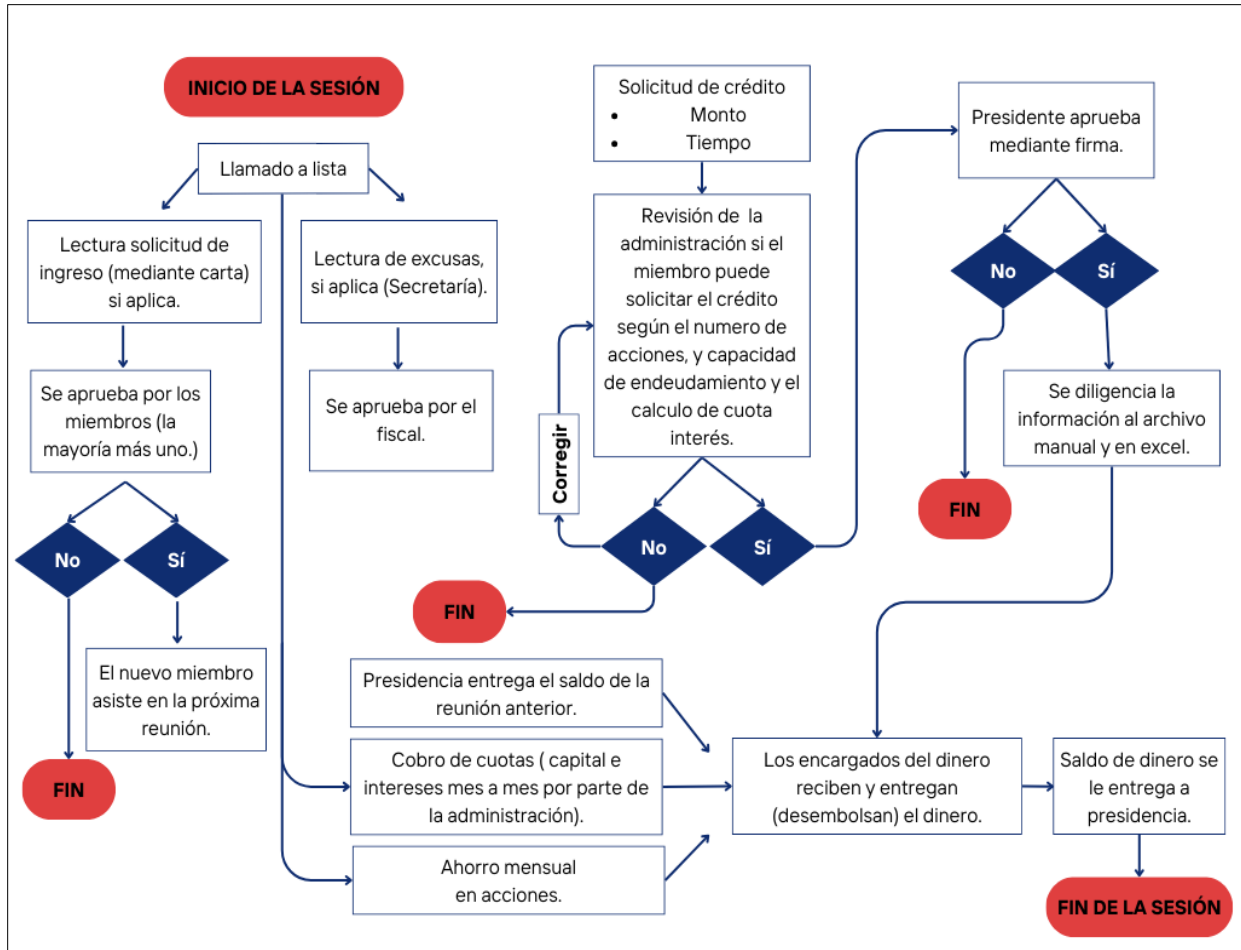 INICIO DE LA SESIÓN
Llamado a lista
Lectura solicitud de
ingreso (mediante carta)
si aplica.
Lectura de excusas,
si aplica (Secretaría).
Se aprueba por los
miembros (la
mayoría más uno.)
Se aprueba por el
fiscal.
No
Sí
El nuevo miembro
asiste en la próxima
reunión.
FIN
Solicitud de crédito
• Monto
• Tiempo
Revisión de la
administración si el
miembro puede
solicitar el crédito
según el numero de
acciones, y capacidad
de endeudamiento y el
calculo de cuota
interés.
Corregir
No
Sí
FIN
Presidente aprueba
mediante firma.
No
Sí
Se diligencia la
información al archivo
manual y en excel.
FIN
Presidencia entrega el saldo de la
reunión anterior.
Cobro de cuotas ( capital e
intereses mes a mes por parte de
la administración).
Ahorro mensual
en acciones.
Los encargados del dinero
reciben y entregan
(desembolsan) el dinero.
Saldo de dinero se
le entrega a
presidencia.
FIN DE LA SESIÓN